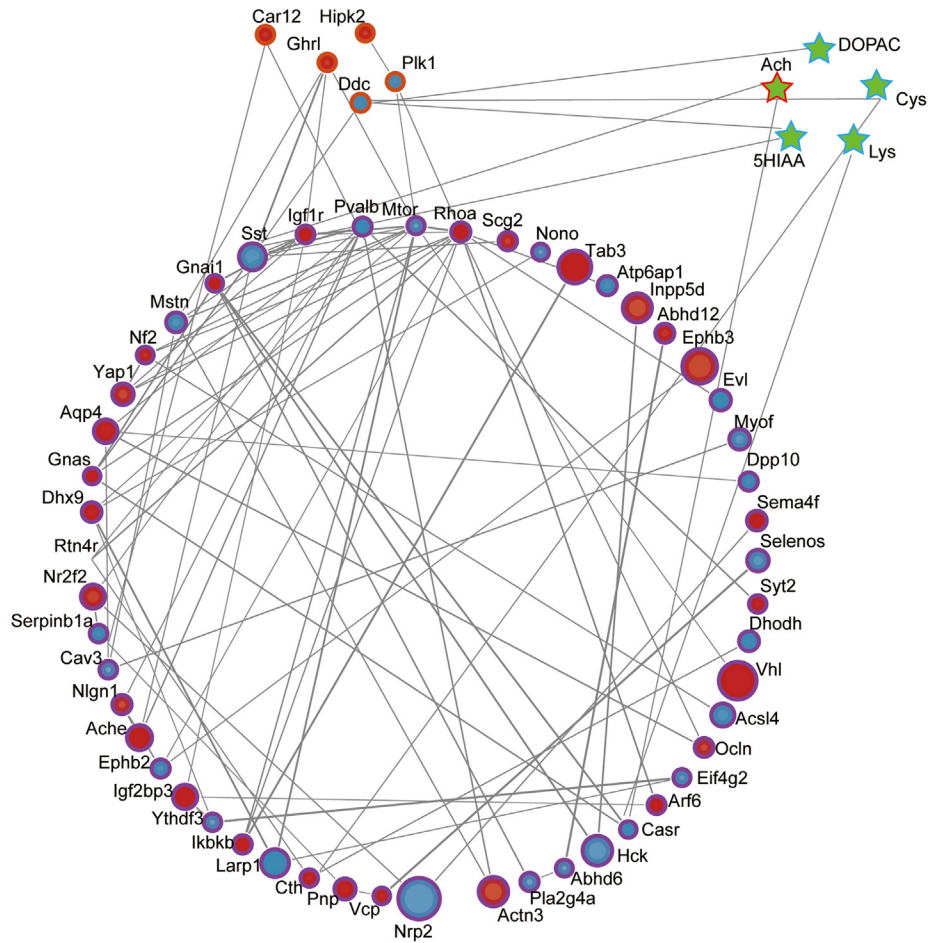 Car12
Hipk2
Ghrl
Plk1
Ddc
DOPAC
Ach
Cys
5HIAA
Lys
Pvalb
Mtor
Rhoa
Igf1r
Scg2
Sst
Nono
Tab3
Gnai1
Atp6ap1
Inpp5d
Mstn
Abhd12
Nf2
Ephb3
Yap1
Evl
Aqp4
Myof
Gnas
Dpp10
Dhx9
Sema4f
Rtn4r
Selenos
Nr2f2
Syt2
Serpinb1a
Dhodh
Cav3
Vhl
Nlgn1
Acsl4
Ache
Ocln
Ephb2
Eif4g2
Igf2bp3
Arf6
Ythdf3
Casr
Ikbkb
Hck
Larp1
Abhd6
Cth
Pla2g4a
Pnp
Actn3
Vcp
Nrp2